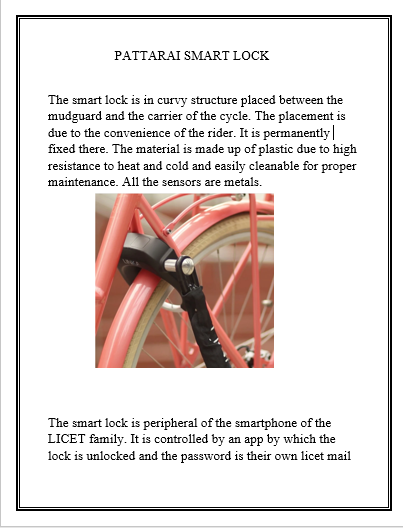 PATTARAI SMART LOCK
The smart lock is in curvy structure placed between the
mudguard and the carrier of the cycle. The placement is
due to the convenience of the rider. It is permanently
fixed there. The material is made up of plastic due to high
resistance to heat and cold and easily cleanable for proper
maintenance. All the sensors are metals.
The smart lock is peripheral of the smartphone of the
LICET family. It is controlled by an app by which the
lock is unlocked and the password is their own licet mail